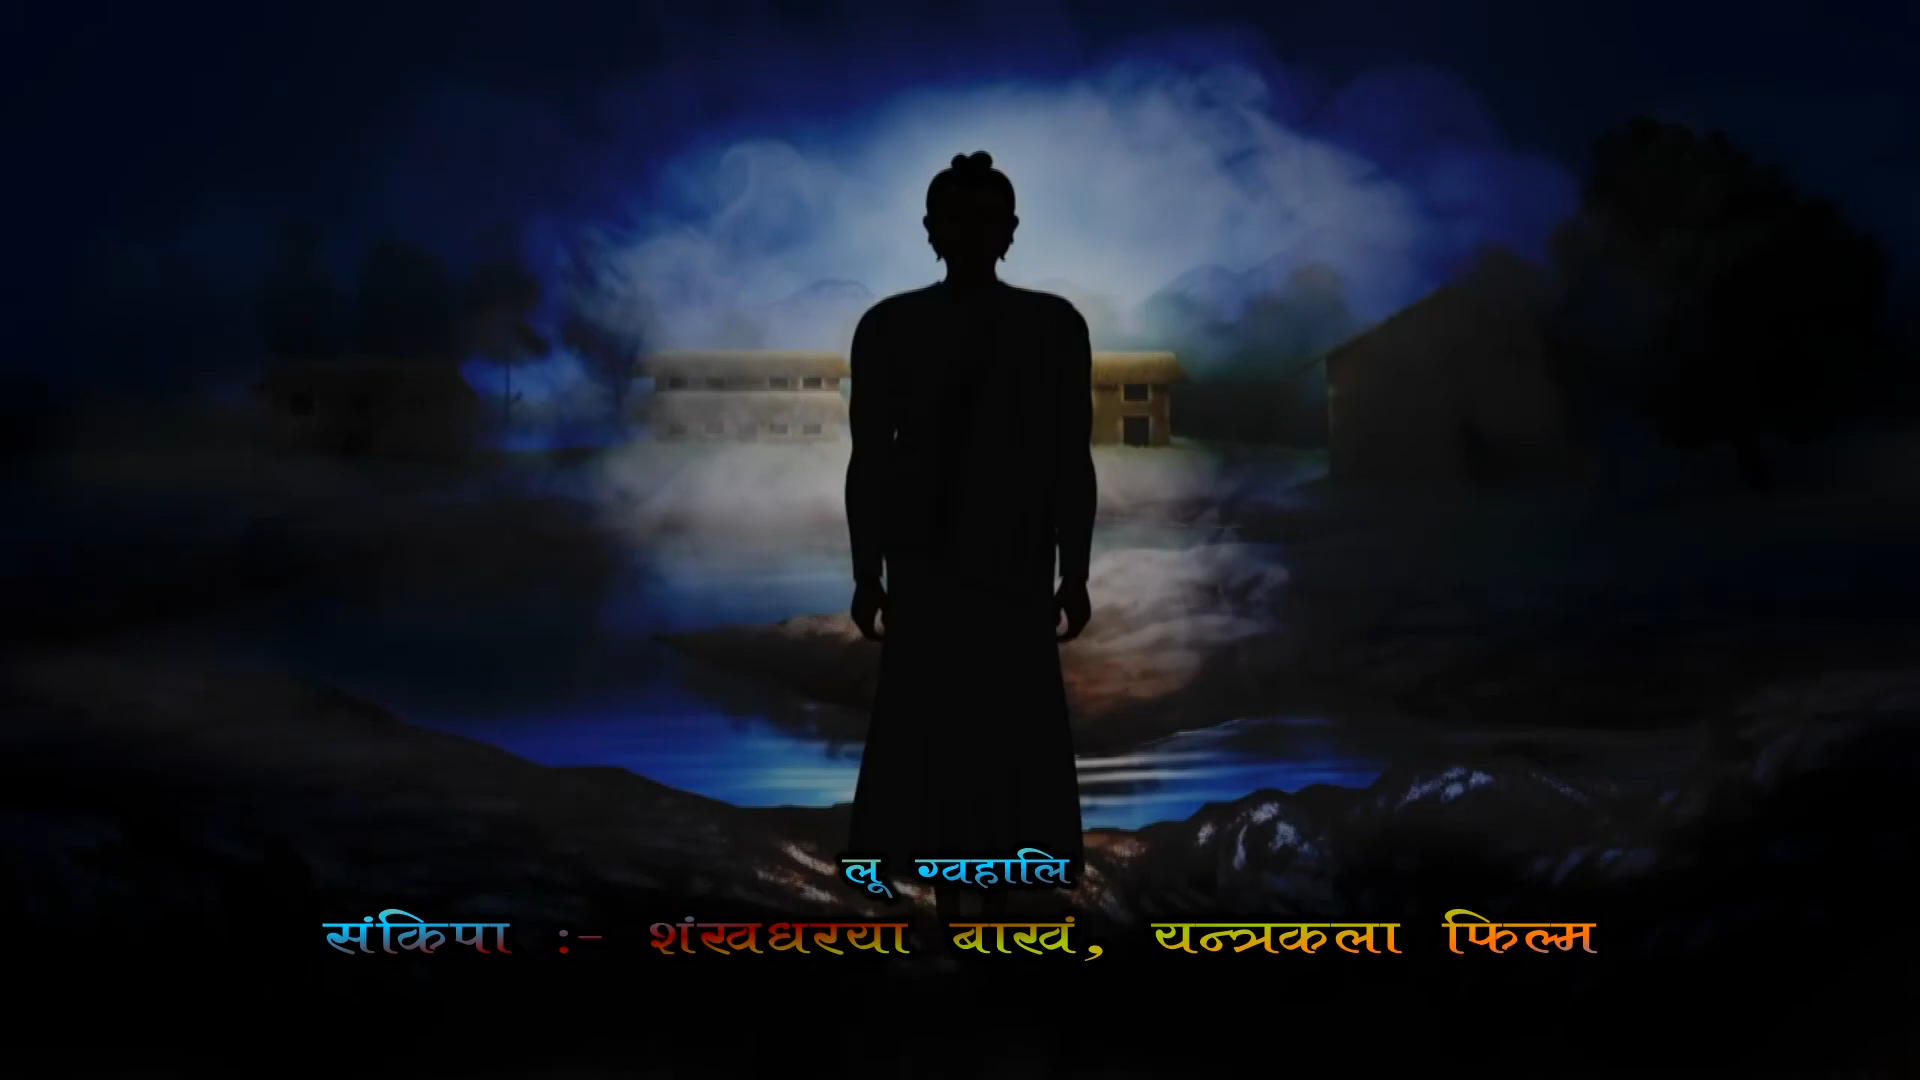 लू ग्वहालि
संकिपा :- शंखधरया बाखं, यन्त्रकला फिल्म